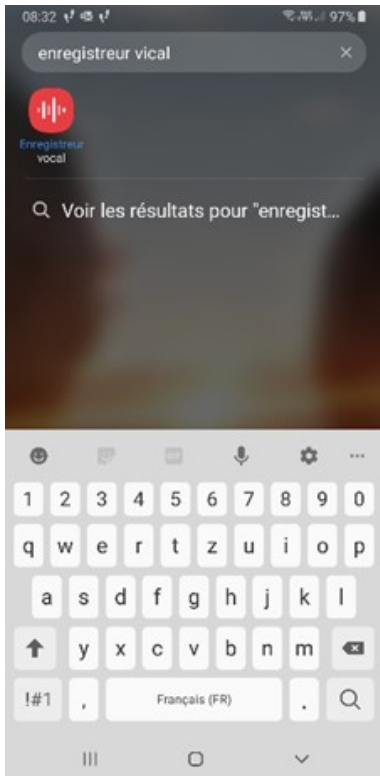 08:32 97%
enregistreur vical
Enregistreur
vocal
Voir les résultats pour "enregist...
1 2 3 4 5 6 7 8 9 0
q w e r t z u i o p
a s d f g h j k l
y x c v b n m
!#1 , Français (FR) .